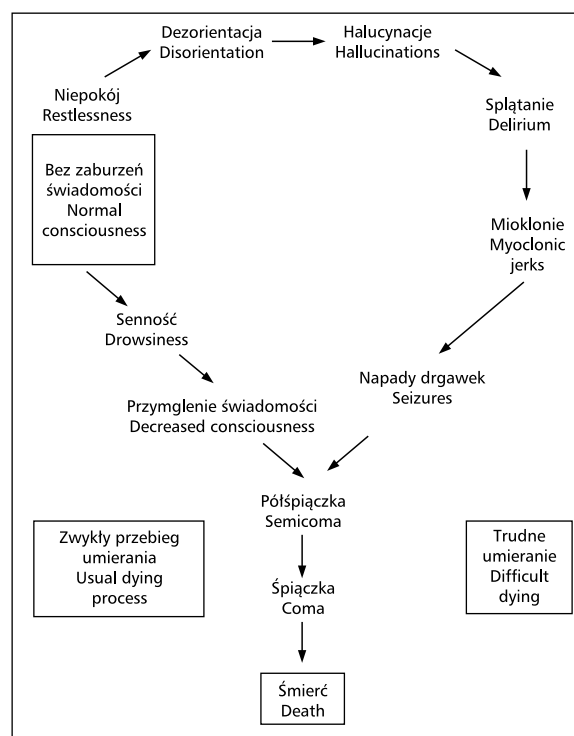 Dezorientacja
Disorientation
Halucynacje
Hallucinations
Niepokój
Restlessness
Splątanie
Delirium
Bez zaburzeń
świadomości
Normal
consciousness
Mioklonie
Myoclonic
jerks
Senność
Drowsiness
Napady drgawek
Seizures
Przymglenie świadomości
Decreased consciousness
Półśpiączka
Semicoma
Zwykły przebieg
umierania
Usual dying
process
Trudne
umieranie
Difficult
dying
Śpiączka
Coma
Śmierć
Death